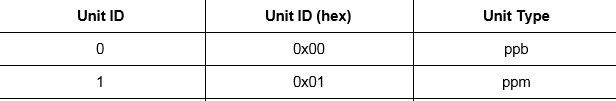 Unit ID Unit ID (hex) Unit Type
0 0x00 ppb
1 0x01 ppm